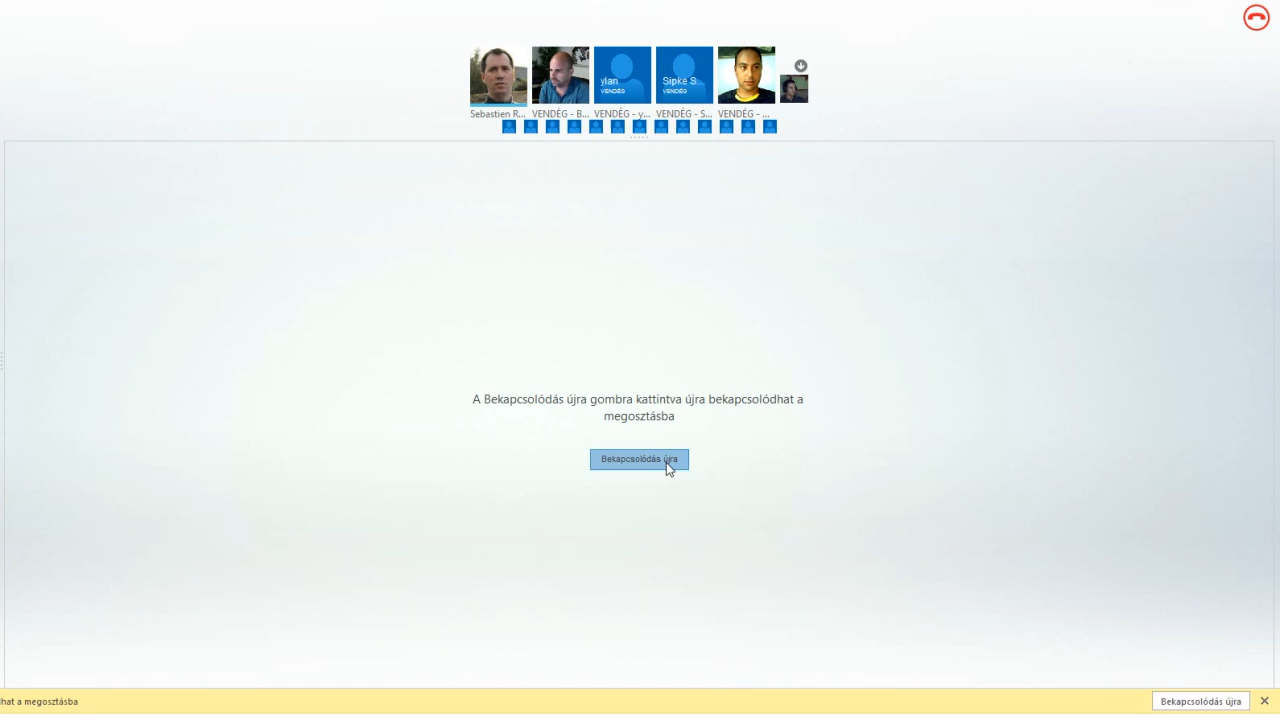 ylan
VENDÉG
Sipke S...
VENDÉG
Sebastien R... VENDÉG - B... VENDÉG - y... VENDÉG - S... VENDÉG - ...
A Bekapcsolódás újra gombra kattintva újra bekapcsolódhat a
megosztásba
Bekapcsolódás újra
hat a megosztásba
Bekapcsolódás újra